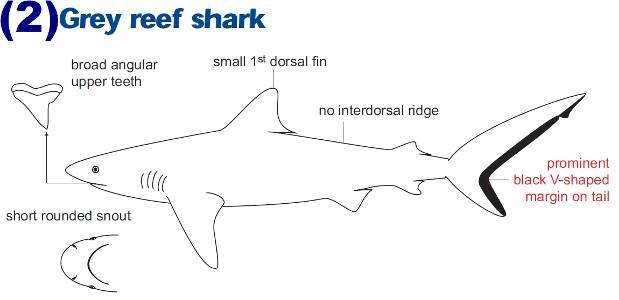 (2)Grey reef shark
broad angular
upper teeth
small 1st dorsal fin
no interdorsal ridge
prominent
black V-shaped
margin on tail
short rounded snout